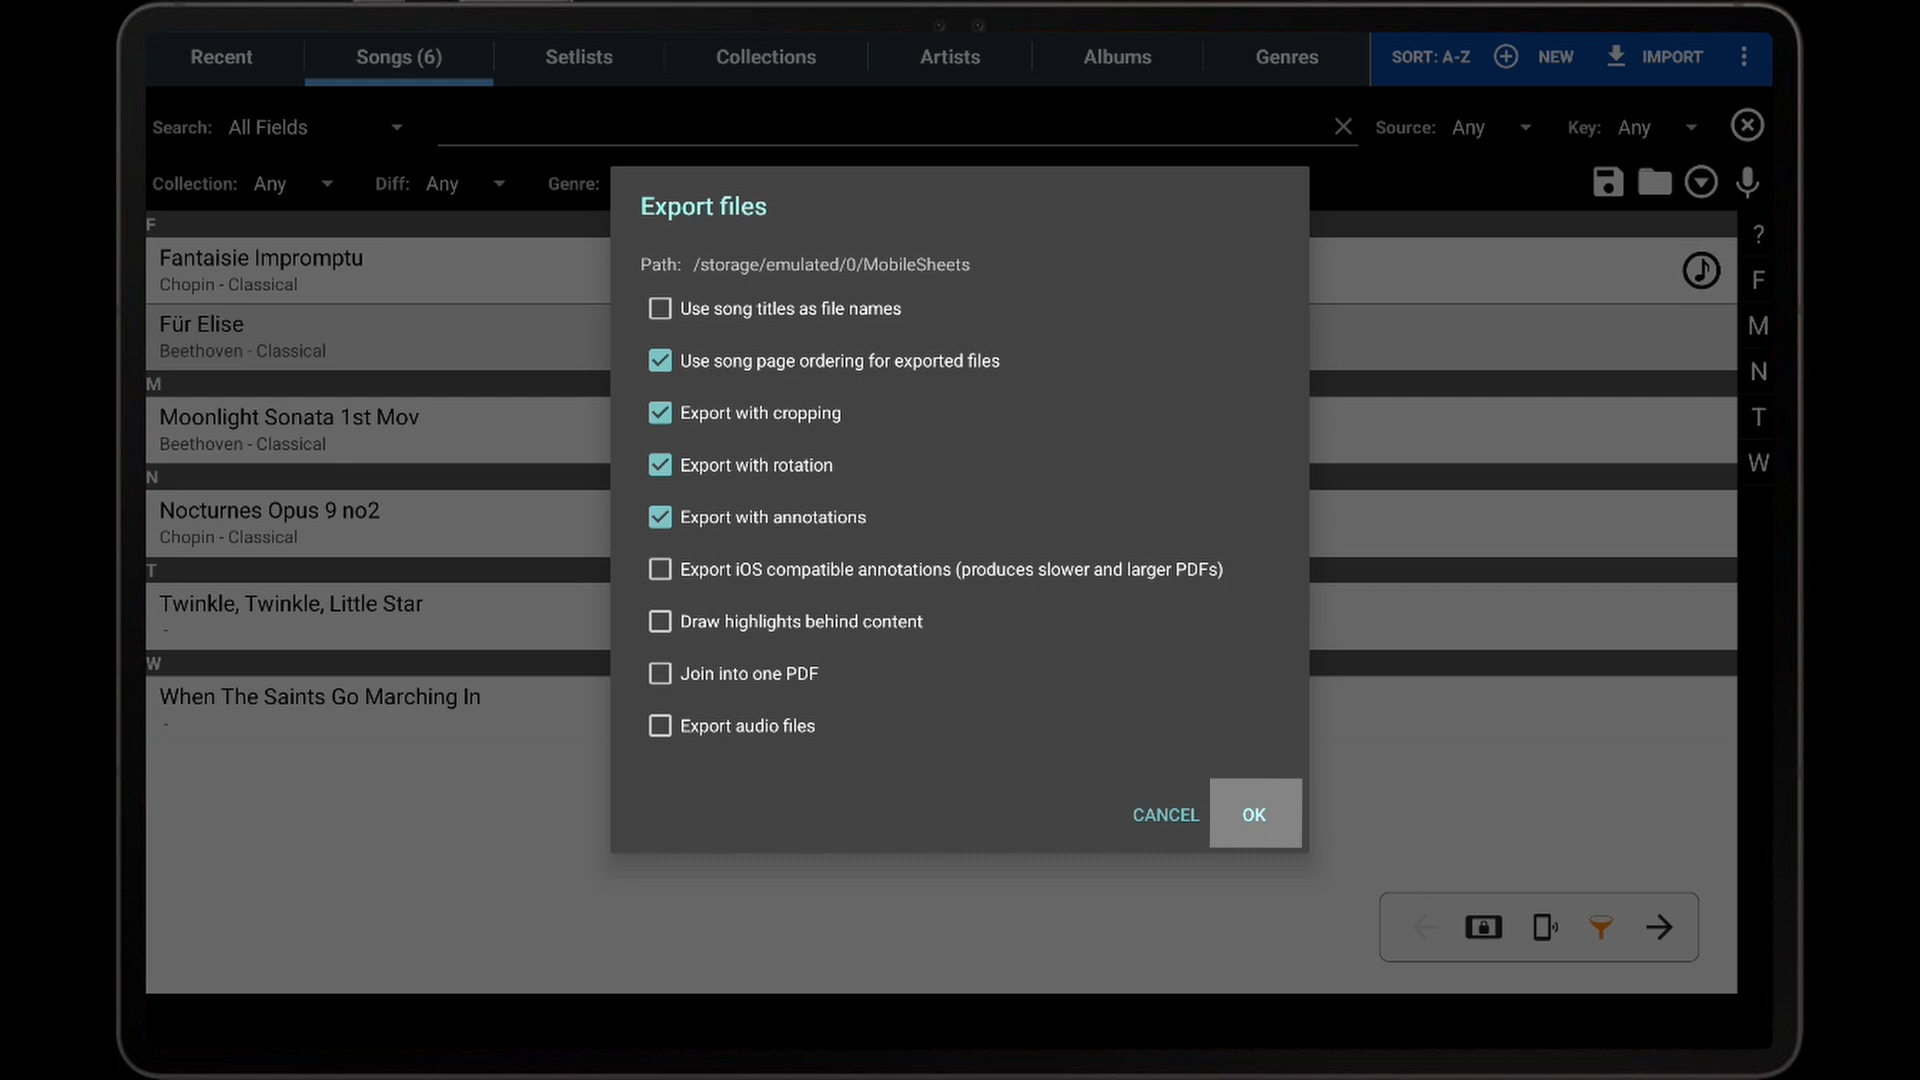 Recent Songs (6) Setlists Collections Artists Albums Genres SORT: A-Z NEW IMPORT
Search: All Fields Source: Any Key: Any
Collection: Any Diff: Any Genre:
Export files
Path: /storage/emulated/0/MobileSheets
Use song titles as file names
Use song page ordering for exported files
Export with cropping
Export with rotation
Export with annotations
Export iOS compatible annotations (produces slower and larger PDFs)
Draw highlights behind content
Join into one PDF
Export audio files
CANCEL OK
F
Fantaisie Impromptu
Chopin - Classical
Für Elise
Beethoven - Classical
M
Moonlight Sonata 1st Mov
Beethoven - Classical
N
Nocturnes Opus 9 no2
Chopin - Classical
T
Twinkle, Twinkle, Little Star
-
W
When The Saints Go Marching In
-
?
F
M
N
T
W